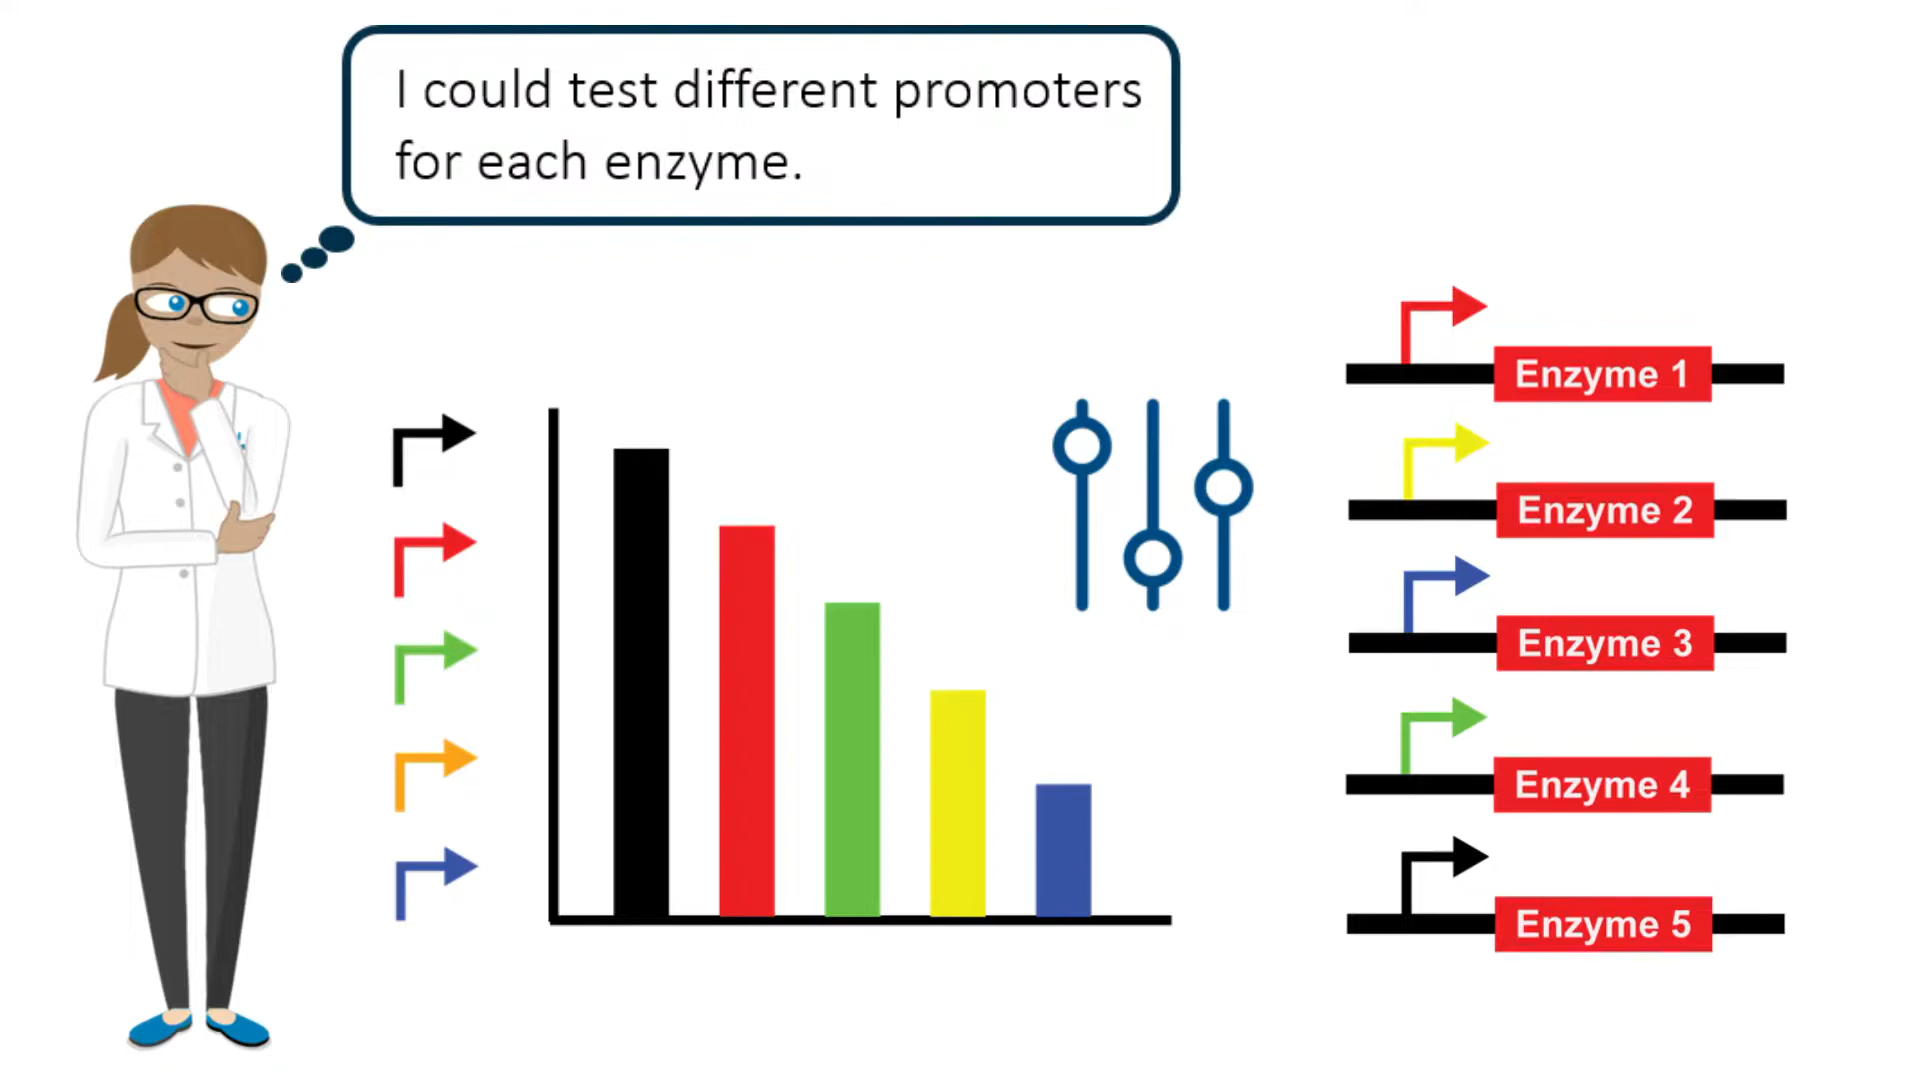 I could test different promoters
for each enzyme.
Enzyme 1
Enzyme 2
Enzyme 3
Enzyme 4
Enzyme 5